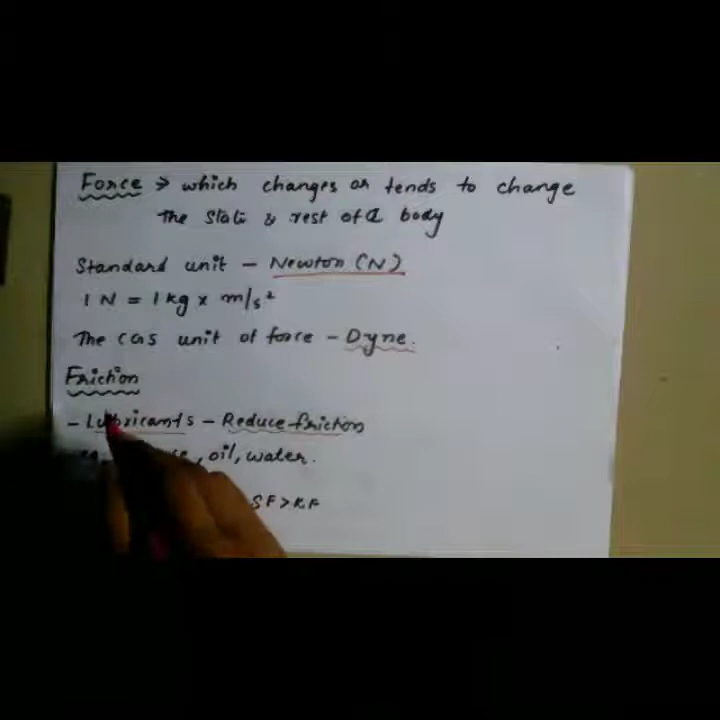 Force → which changes or tends to change
the state & rest of a body
Standard unit - Newton (N)
1 N = 1 kg x m/s²
The CGS unit of force - Dyne.
Friction
- Lubricants - Reduce friction
, oil, water.
SF > KF